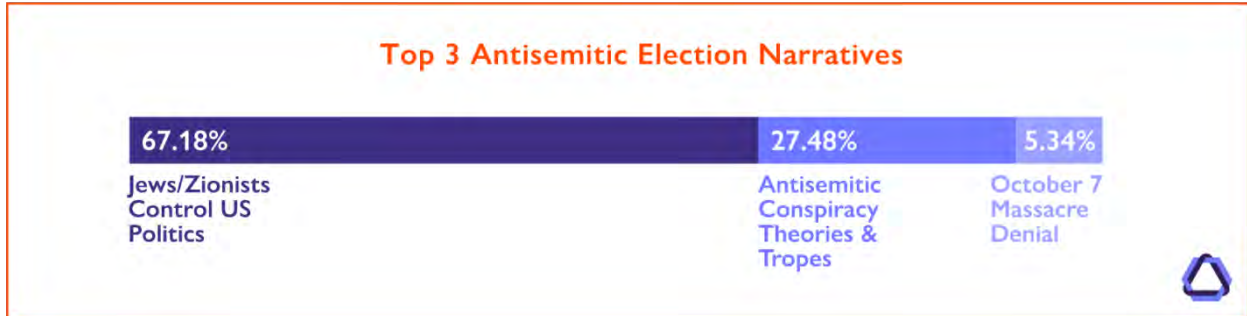 Top 3 Antisemitic Election Narratives
67.18%
27.48%
5.34%
Jews/Zionists
Control US
Politics
Antisemitic
Conspiracy
Theories &
Tropes
October 7
Massacre
Denial